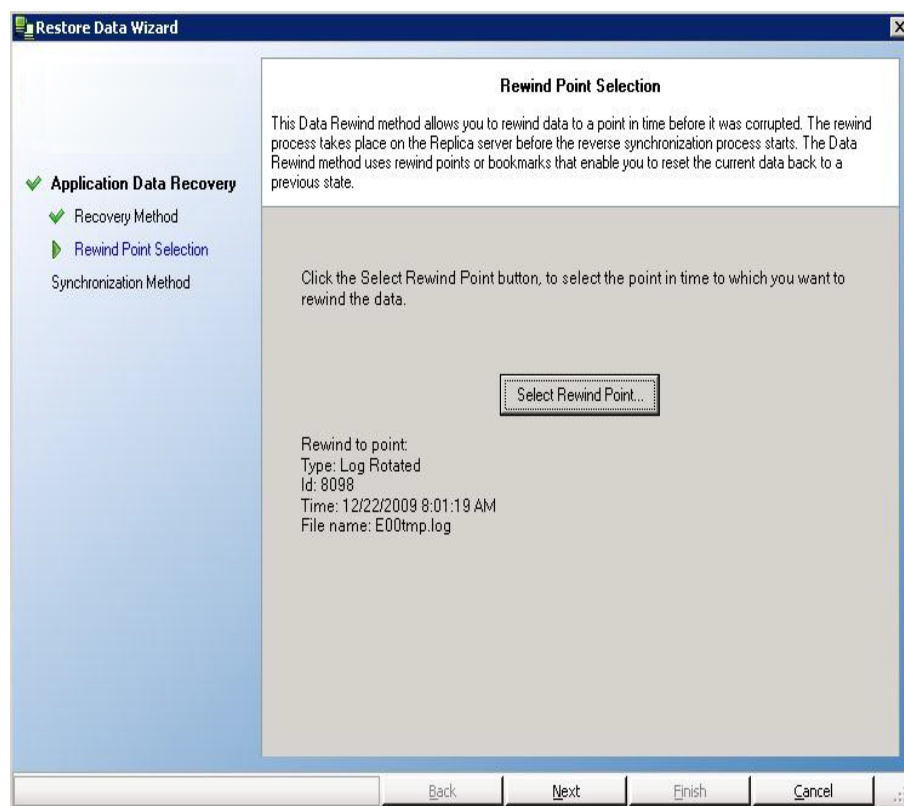 Restore Data Wizard
Application Data Recovery
Recovery Method
Rewind Point Selection
Synchronization Method
Rewind Point Selection
This Data Rewind method allows you to rewind data to a point in time before it was corrupted. The rewind
process takes place on the Replica server before the reverse synchronization process starts. The Data
Rewind method uses rewind points or bookmarks that enable you to reset the current data back to a
previous state.
Click the Select Rewind Point button, to select the point in time to which you want to
rewind the data.
Select Rewind Point...
Rewind to point:
Type: Log Rotated
Id: 8098
Time: 12/22/2009 8:01:19 AM
File name: E00tmp.log
Back
Next
Finish
Cancel